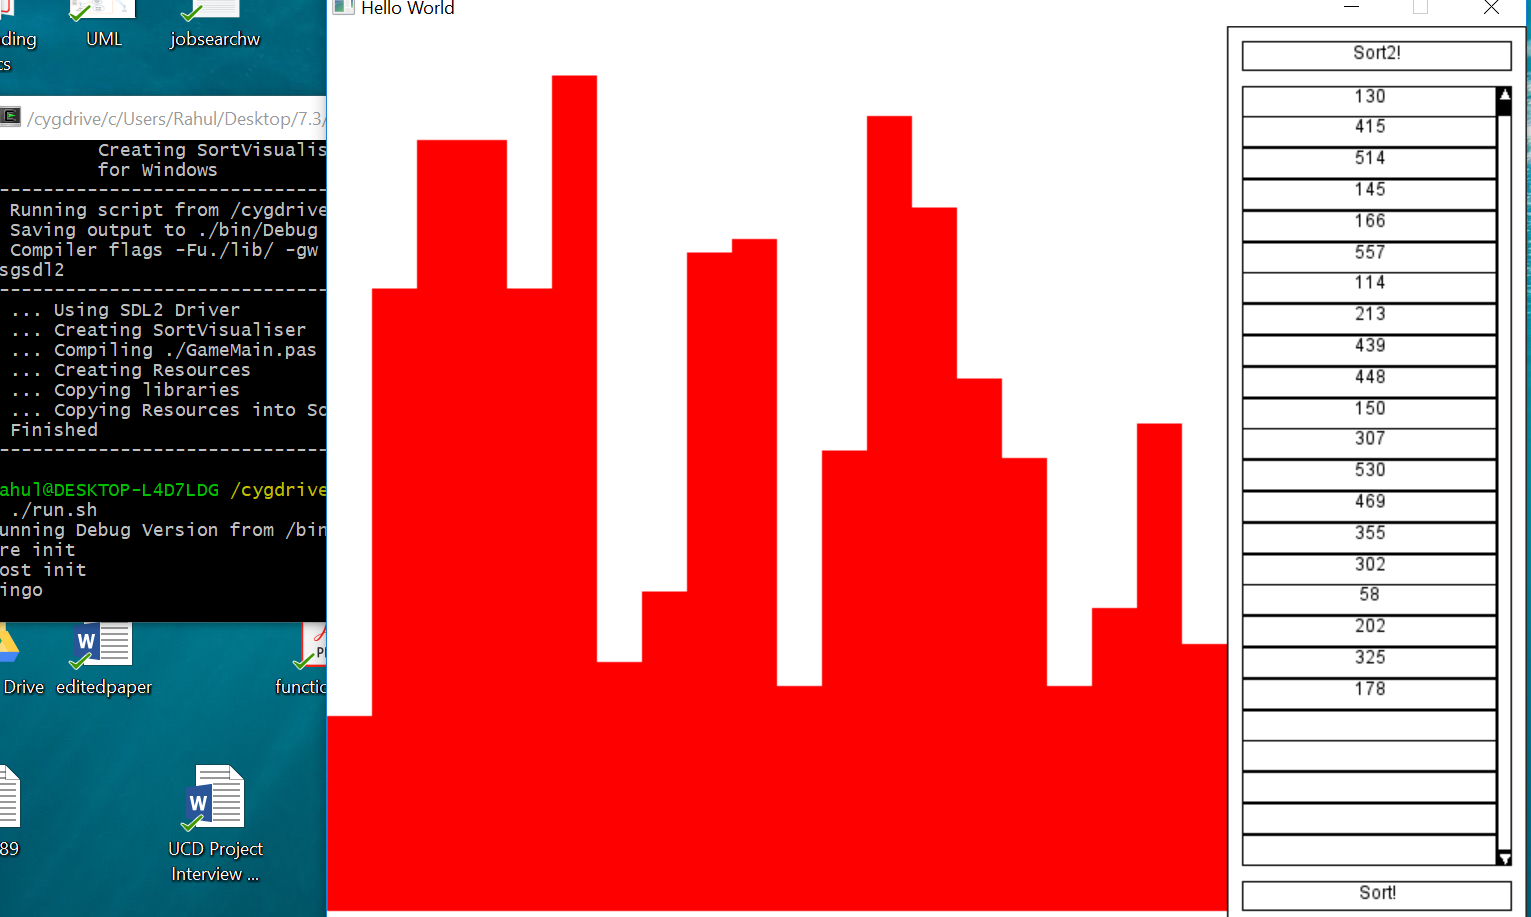 ding
cs
UML
jobsearchw
/cygdrive/c/Users/Rahul/Desktop/7.3/
Creating SortVisualis
for Windows
--------------------------------
Running script from /cygdrive
Saving output to ./bin/Debug
Compiler flags -Fu./lib/ -gw
sgsdl2
--------------------------------
... Using SDL2 Driver
... Creating SortVisualiser
... Compiling ./GameMain.pas
... Creating Resources
... Copying libraries
... Copying Resources into So
Finished
--------------------------------
ahul@DESKTOP-L4D7LDG /cygdrive
./run.sh
unning Debug Version from /bin
re init
ost init
ingo
Drive
editedpaper
functio
89
UCD Project
Interview ...
Hello World
Sort2!
130
415
514
145
166
557
114
213
439
448
150
307
530
469
355
302
58
202
325
178
Sort!